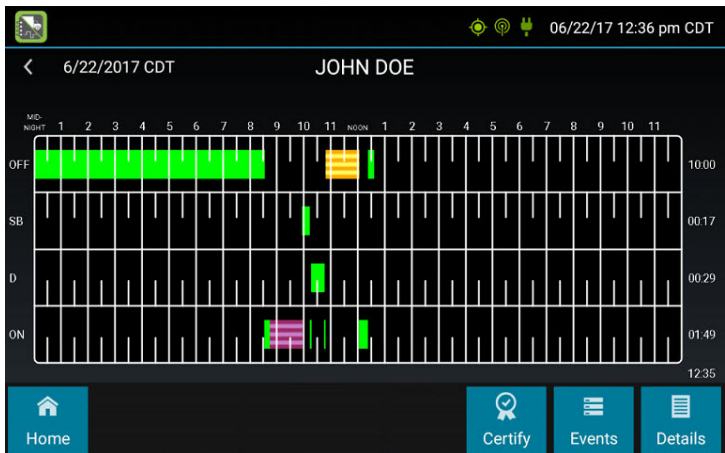 06/22/17 12:36 pm CDT
6/22/2017 CDT JOHN DOE
MID-
NIGHT 1 2 3 4 5 6 7 8 9 10 11 NOON 1 2 3 4 5 6 7 8 9 10 11
OFF 10:00
SB 00:17
D 00:29
ON 01:49
12:35
Home Certify Events Details